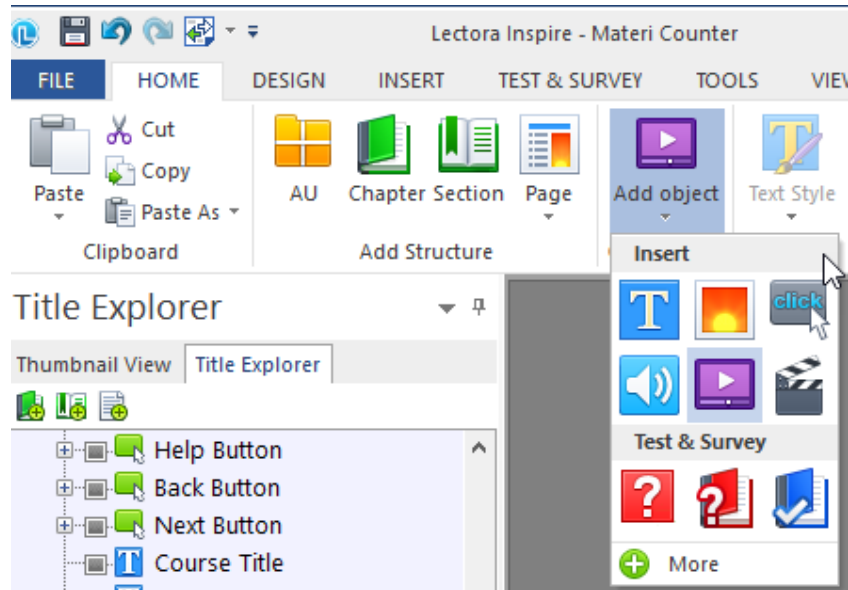 Lectora Inspire - Materi Counter
FILE HOME DESIGN INSERT TEST & SURVEY TOOLS VIEW
Cut
Copy
Paste
Paste As
AU Chapter Section Page Add object Text Style
Clipboard Add Structure
Insert
Title Explorer
click
Thumbnail View Title Explorer
Test & Survey
Help Button
Back Button
Next Button
Course Title
More